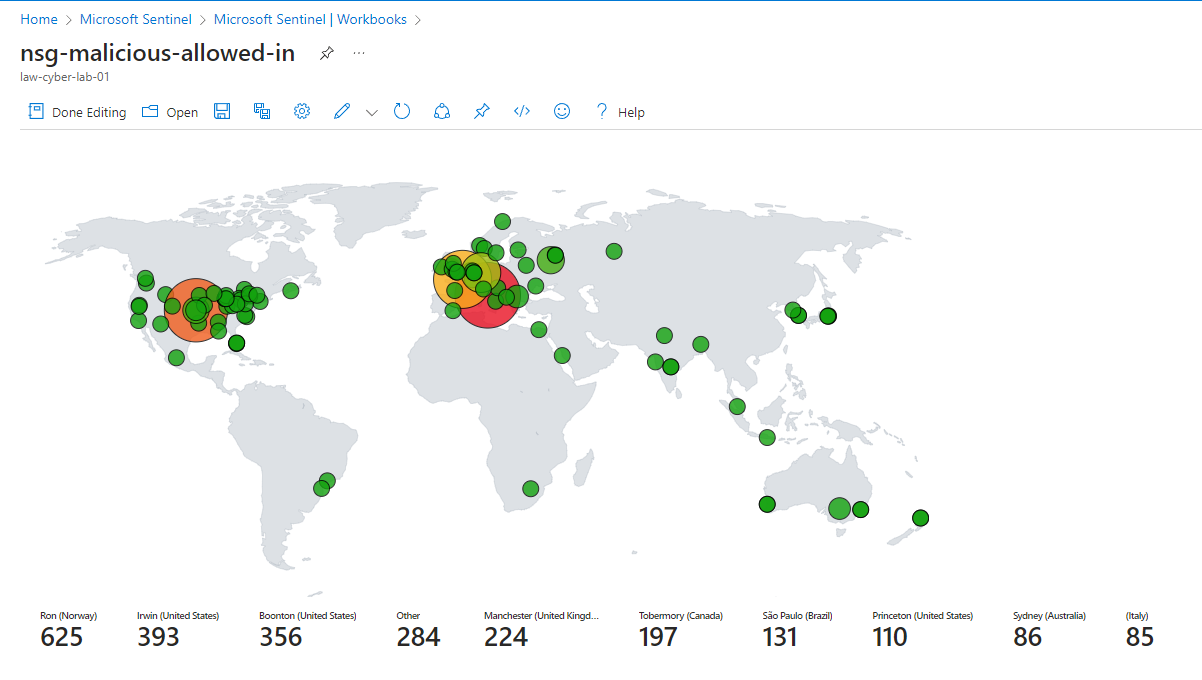 Home > Microsoft Sentinel > Microsoft Sentinel | Workbooks >
nsg-malicious-allowed-in ...
law-cyber-lab-01
Done Editing Open Help
Ron (Norway) Irwin (United States) Boonton (United States) Other Manchester (United Kingd... Tobermory (Canada) São Paulo (Brazil) Princeton (United States) Sydney (Australia) (Italy)
625 393 356 284 224 197 131 110 86 85